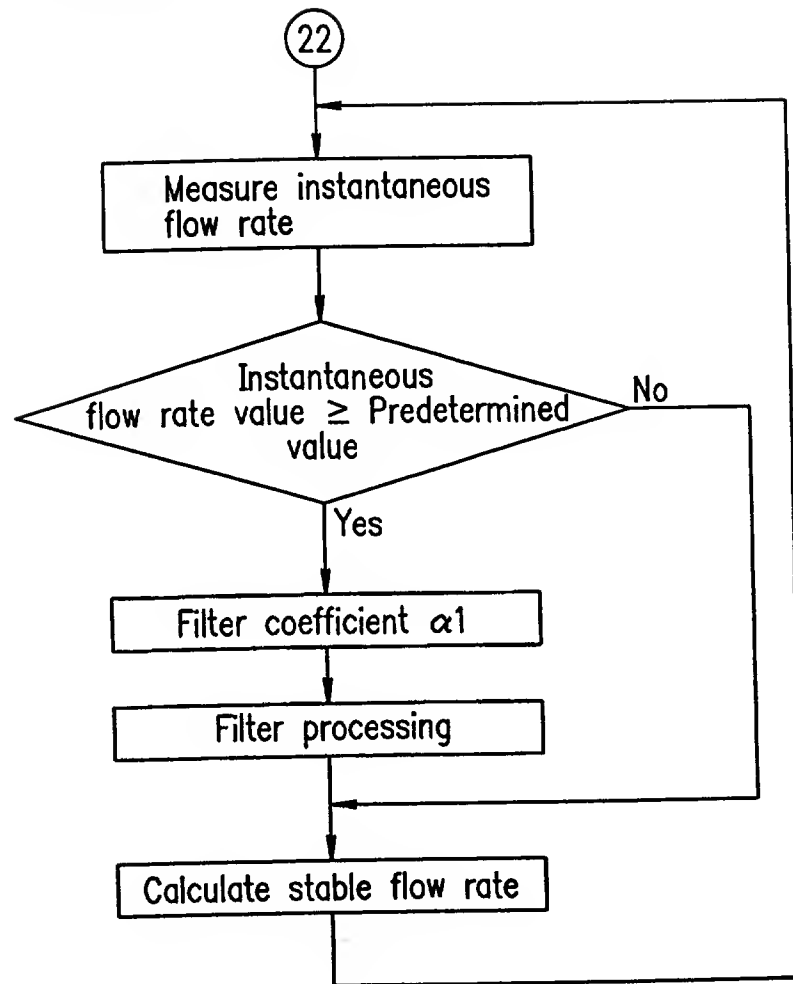 22
Measure instantaneous
flow rate
Instantaneous
flow rate value ≥ Predetermined
value
No
Yes
Filter coefficient α1
Filter processing
Calculate stable flow rate